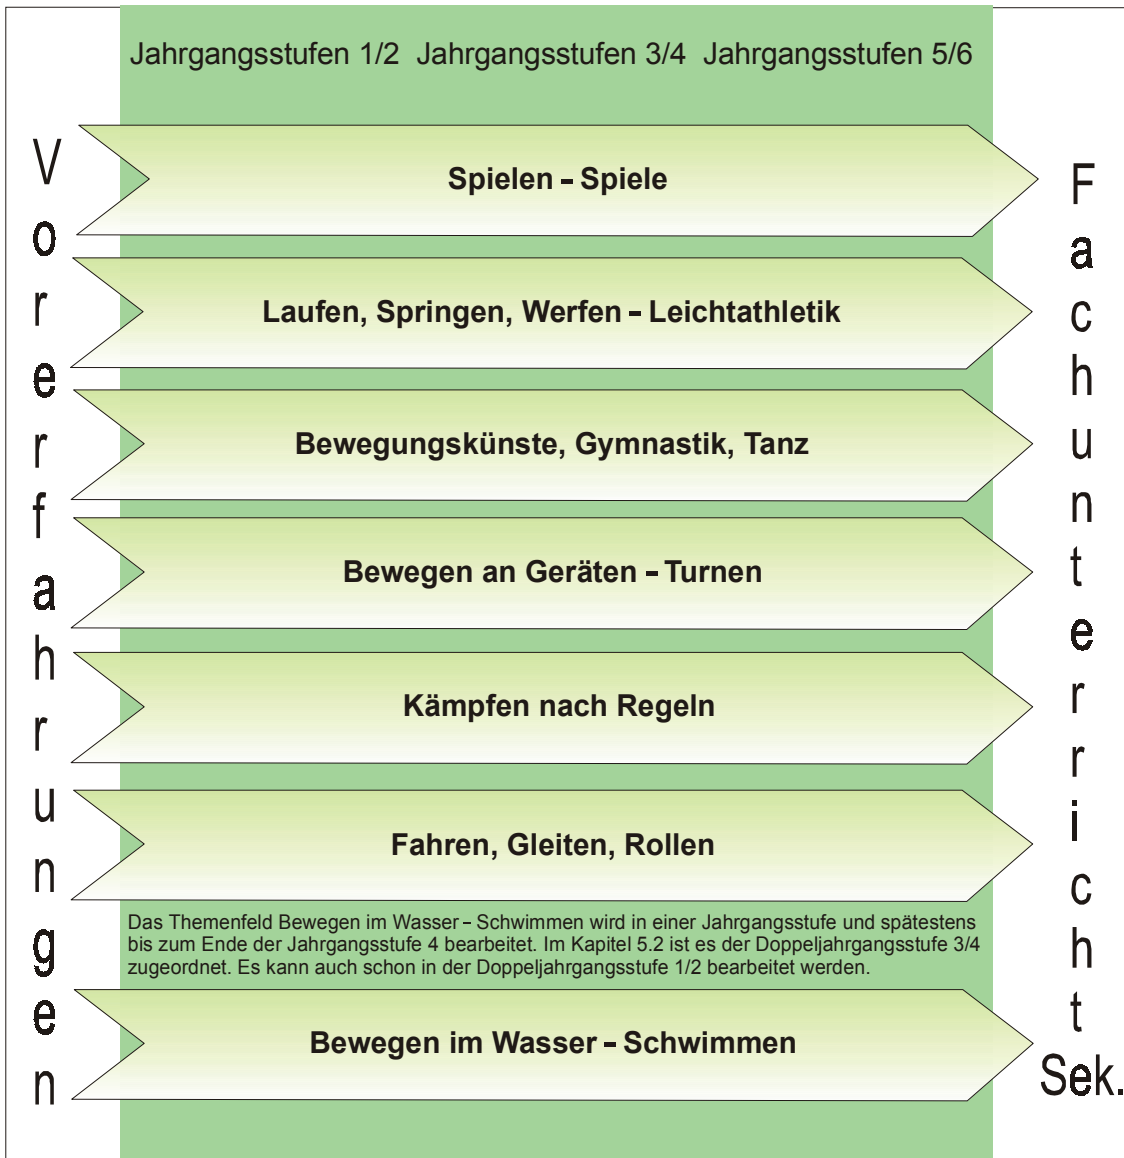 Jahrgangsstufen 1/2 Jahrgangsstufen 3/4 Jahrgangsstufen 5/6
Vorerfahrungen
Spielen – Spiele
Laufen, Springen, Werfen – Leichtathletik
Bewegungskünste, Gymnastik, Tanz
Bewegen an Geräten – Turnen
Kämpfen nach Regeln
Fahren, Gleiten, Rollen
Das Themenfeld Bewegen im Wasser – Schwimmen wird in einer Jahrgangsstufe und spätestens
bis zum Ende der Jahrgangsstufe 4 bearbeitet. Im Kapitel 5.2 ist es der Doppeljahrgangsstufe 3/4
zugeordnet. Es kann auch schon in der Doppeljahrgangsstufe 1/2 bearbeitet werden.
Bewegen im Wasser – Schwimmen
Fachunterricht
Sek.